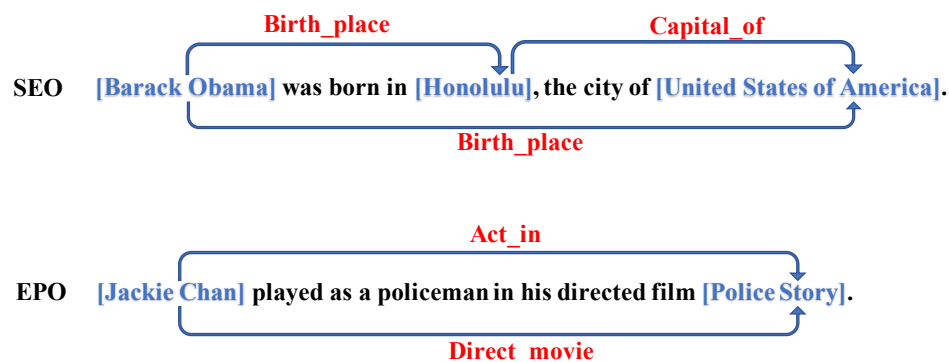 Birth_place
Capital_of
SEO [Barack Obama] was born in [Honolulu], the city of [United States of America].
Birth_place
Act_in
EPO [Jackie Chan] played as a policeman in his directed film [Police Story].
Direct_movie